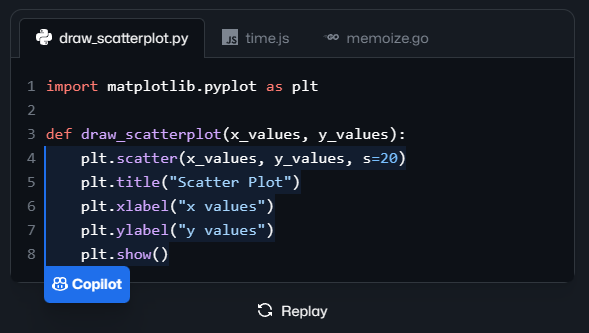 draw_scatterplot.py JS time.js GO memoize.go
1 import matplotlib.pyplot as plt
2
3 def draw_scatterplot(x_values, y_values):
4     plt.scatter(x_values, y_values, s=20)
5     plt.title("Scatter Plot")
6     plt.xlabel("x values")
7     plt.ylabel("y values")
8     plt.show()
Copilot
Replay